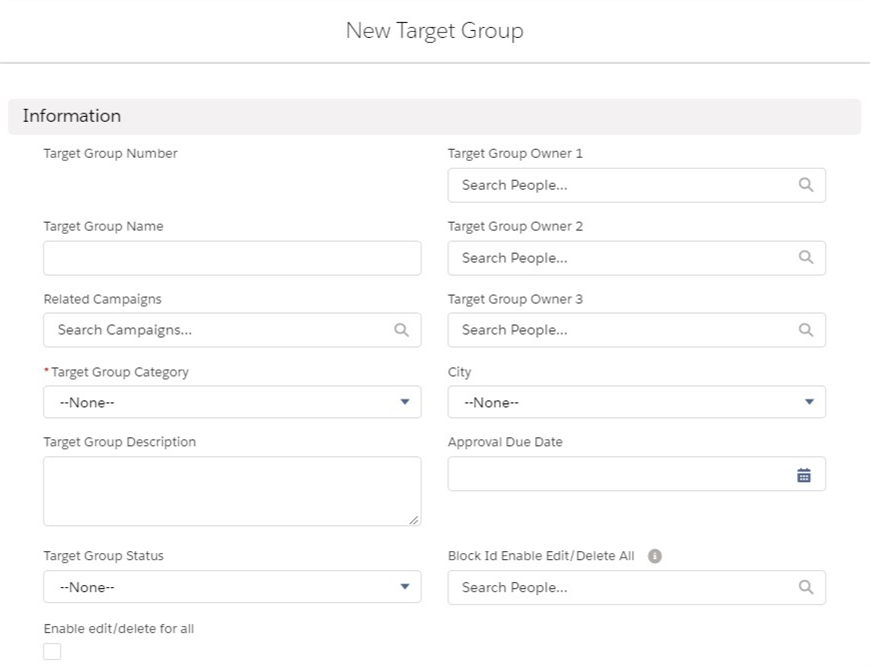 New Target Group
Information
Target Group Number
Target Group Owner 1
Search People...
Target Group Name
Target Group Owner 2
Search People...
Related Campaigns
Search Campaigns...
Target Group Owner 3
Search People...
*Target Group Category
--None--
City
--None--
Target Group Description
Approval Due Date
Target Group Status
--None--
Block Id Enable Edit/Delete All
Search People...
Enable edit/delete for all